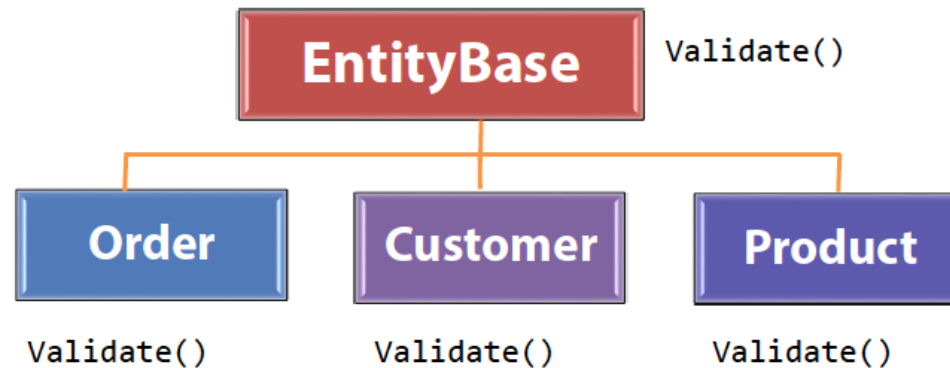 EntityBase
Validate()
Order
Customer
Product
Validate()
Validate()
Validate()